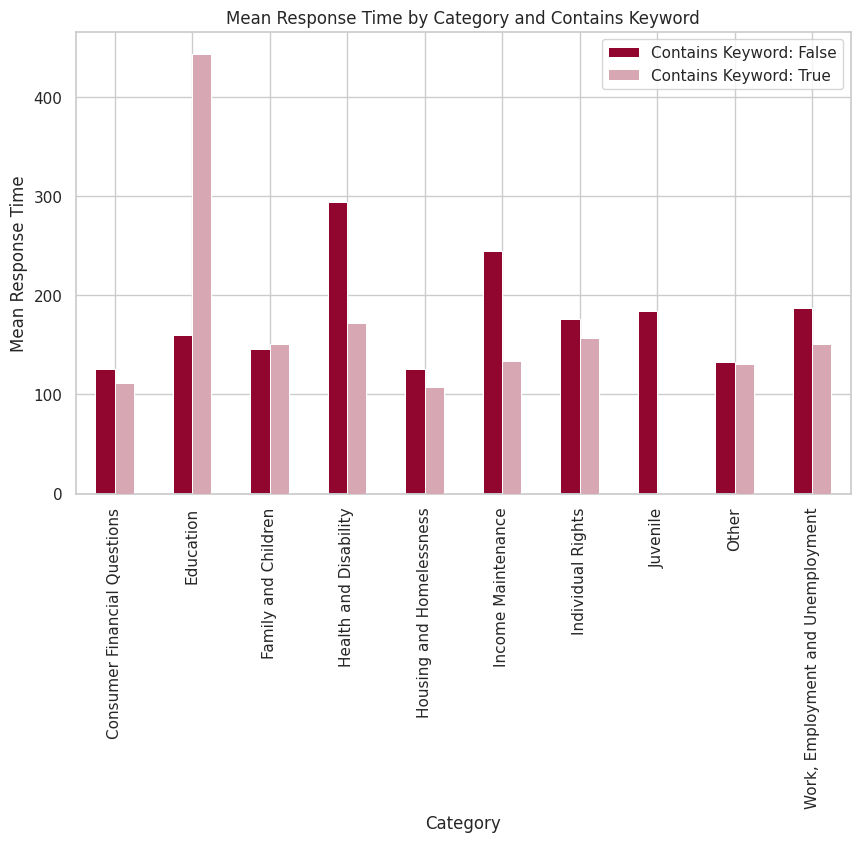 Mean Response Time by Category and Contains Keyword
Contains Keyword: False
Contains Keyword: True
Mean Response Time
400
300
200
100
0
Consumer Financial Questions
Education
Family and Children
Health and Disability
Housing and Homelessness
Income Maintenance
Individual Rights
Juvenile
Other
Work, Employment and Unemployment
Category